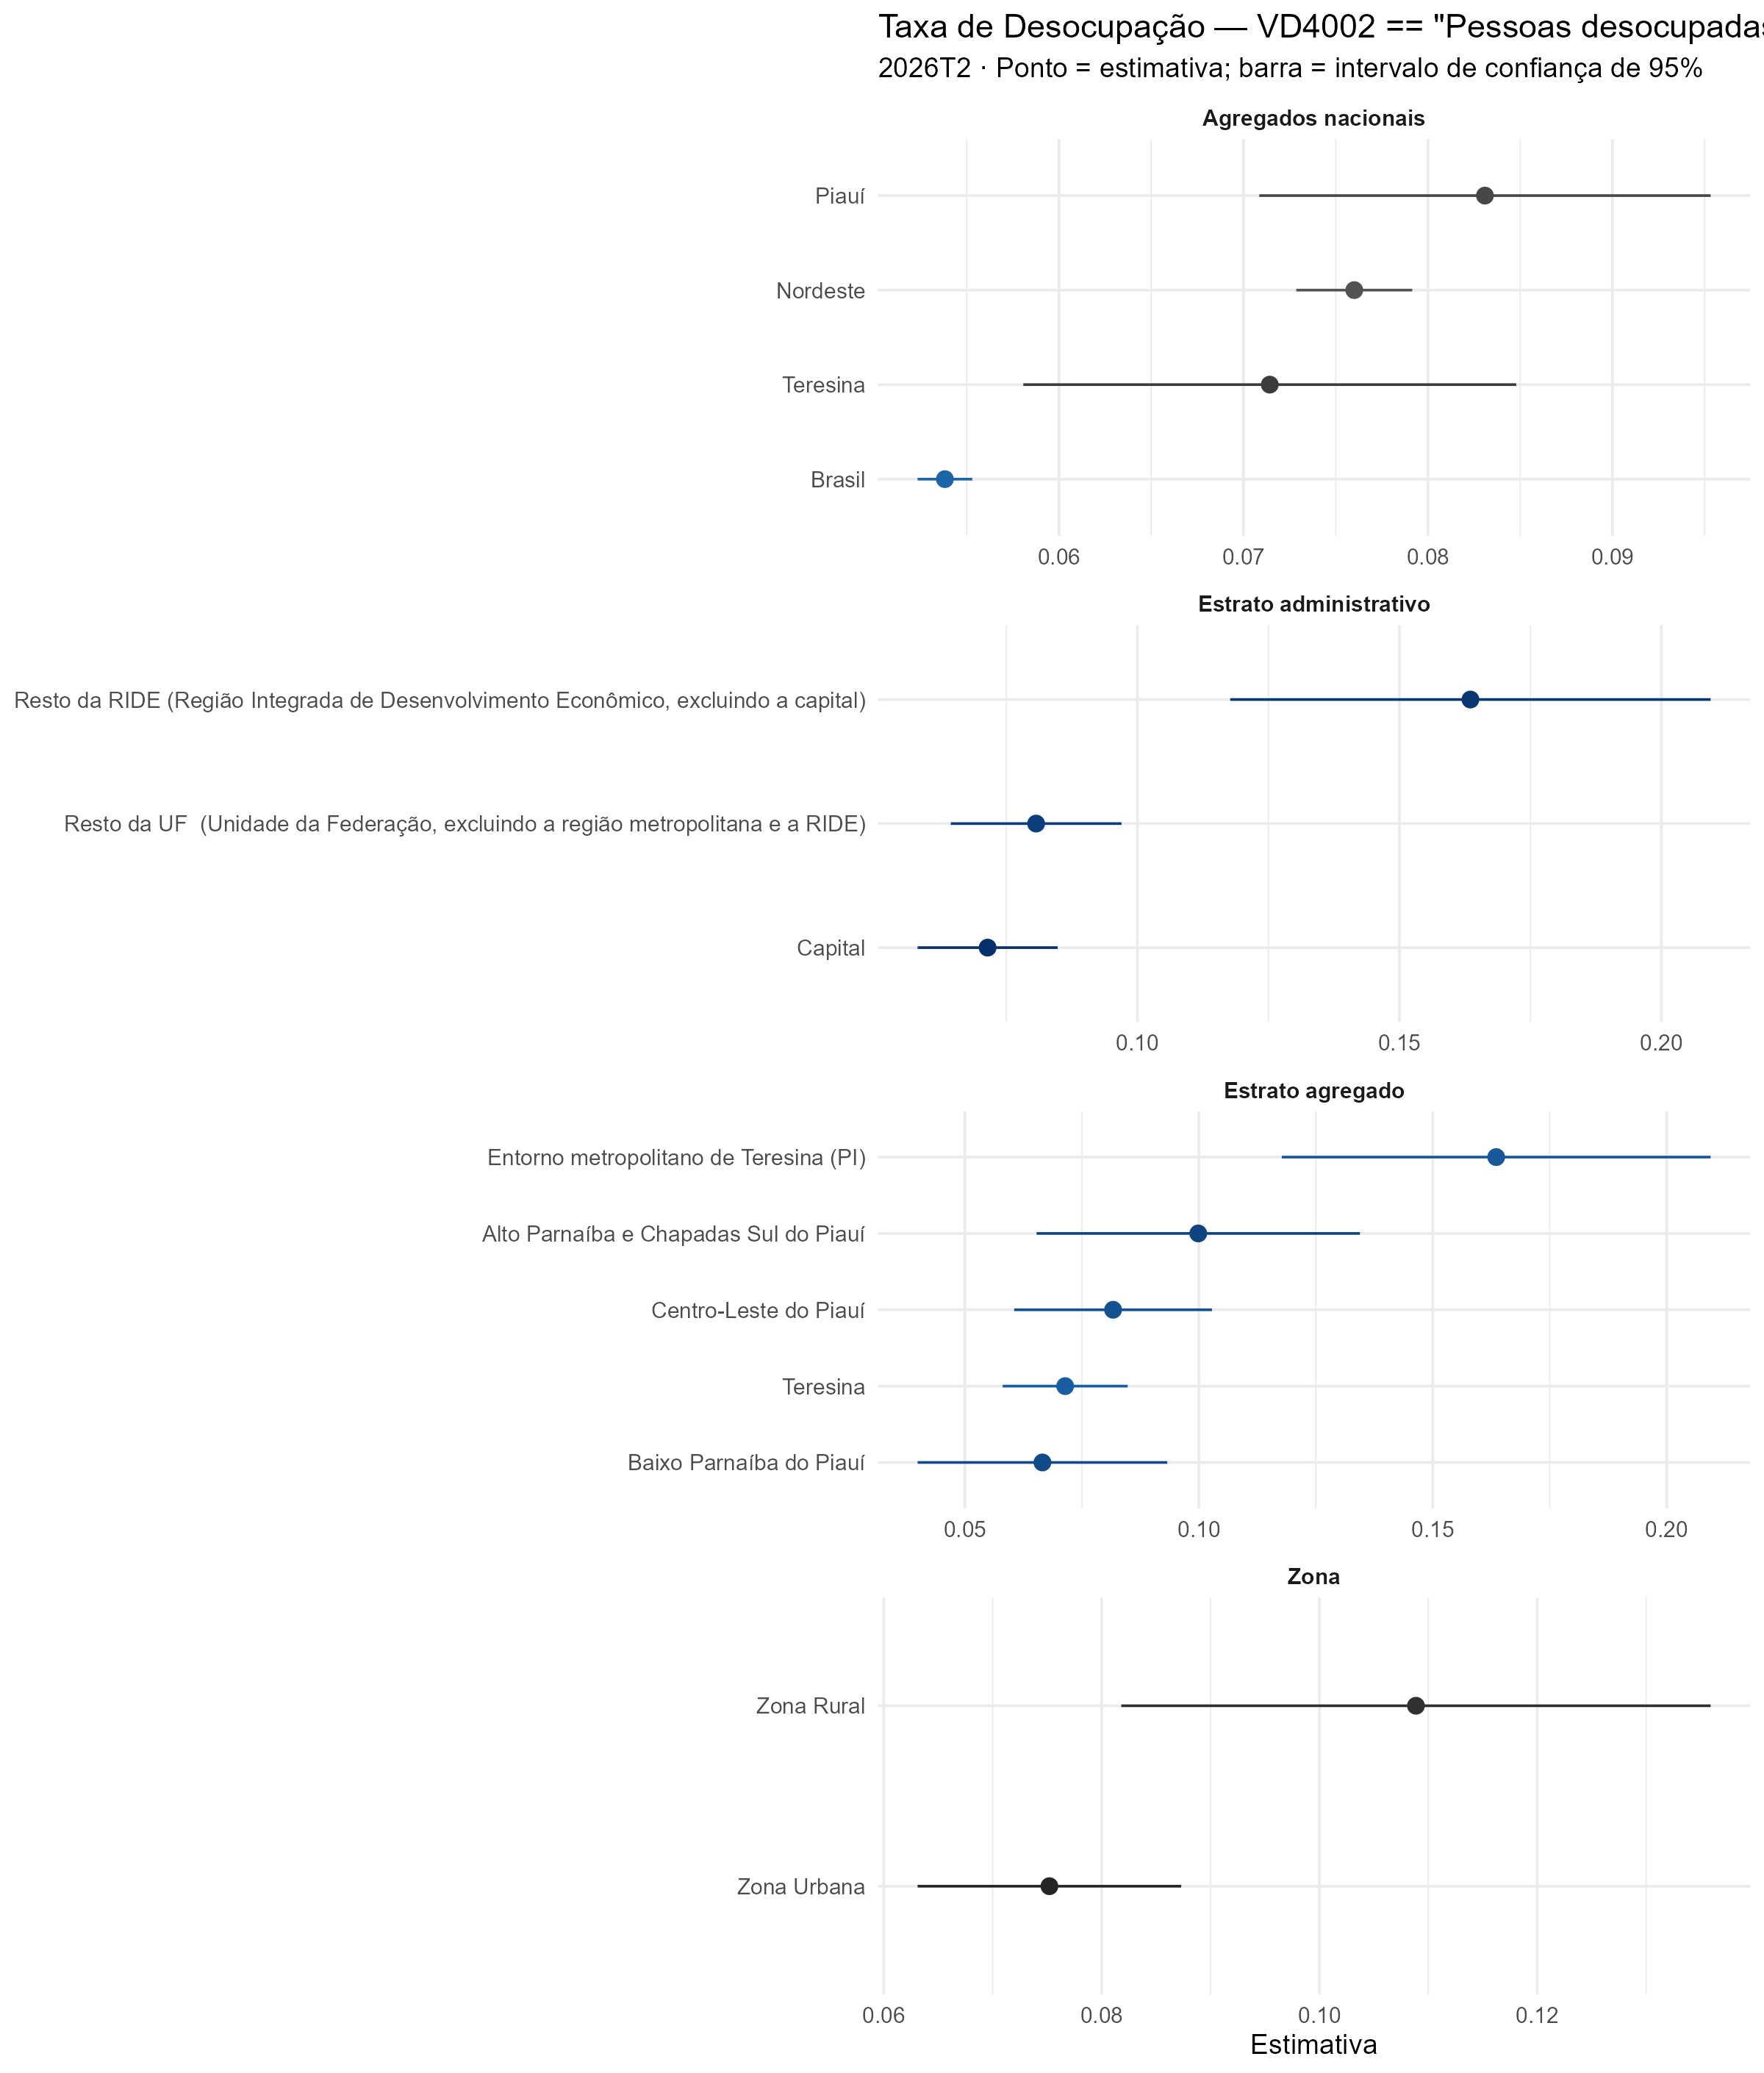 Taxa de Desocupação — VD4002 == "Pessoas desocupadas
2026T2 · Ponto = estimativa; barra = intervalo de confiança de 95%
Agregados nacionais
Piauí
Nordeste
Teresina
Brasil
0.06 0.07 0.08 0.09
Estrato administrativo
Resto da RIDE (Região Integrada de Desenvolvimento Econômico, excluindo a capital)
Resto da UF  (Unidade da Federação, excluindo a região metropolitana e a RIDE)
Capital
0.10 0.15 0.20
Estrato agregado
Entorno metropolitano de Teresina (PI)
Alto Parnaíba e Chapadas Sul do Piauí
Centro-Leste do Piauí
Teresina
Baixo Parnaíba do Piauí
0.05 0.10 0.15 0.20
Zona
Zona Rural
Zona Urbana
0.06 0.08 0.10 0.12
Estimativa